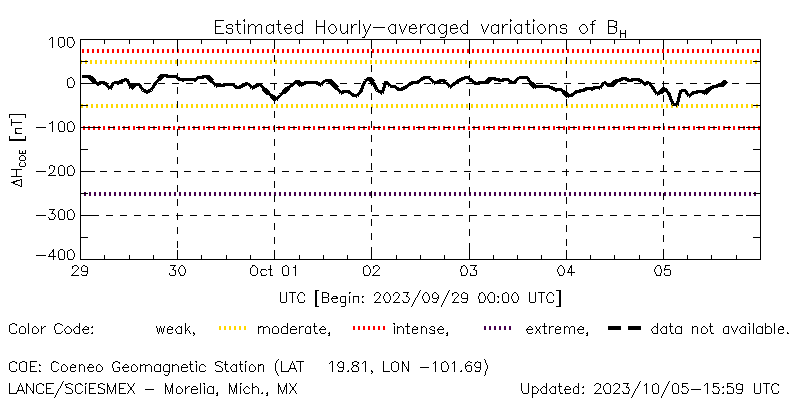 Estimated Hourly-averaged variations of BH
100
0
-100
-200
-300
-400
ΔHCOE [nT]
29 30 Oct 01 02 03 04 05
UTC [Begin: 2023/09/29 00:00 UTC]
Color Code: weak, moderate, intense, extreme, data not available.
COE: Coeneo Geomagnetic Station (LAT 19.81, LON -101.69)
LANCE/SCiESMEX - Morelia, Mich., MX Updated: 2023/10/05-15:59 UTC